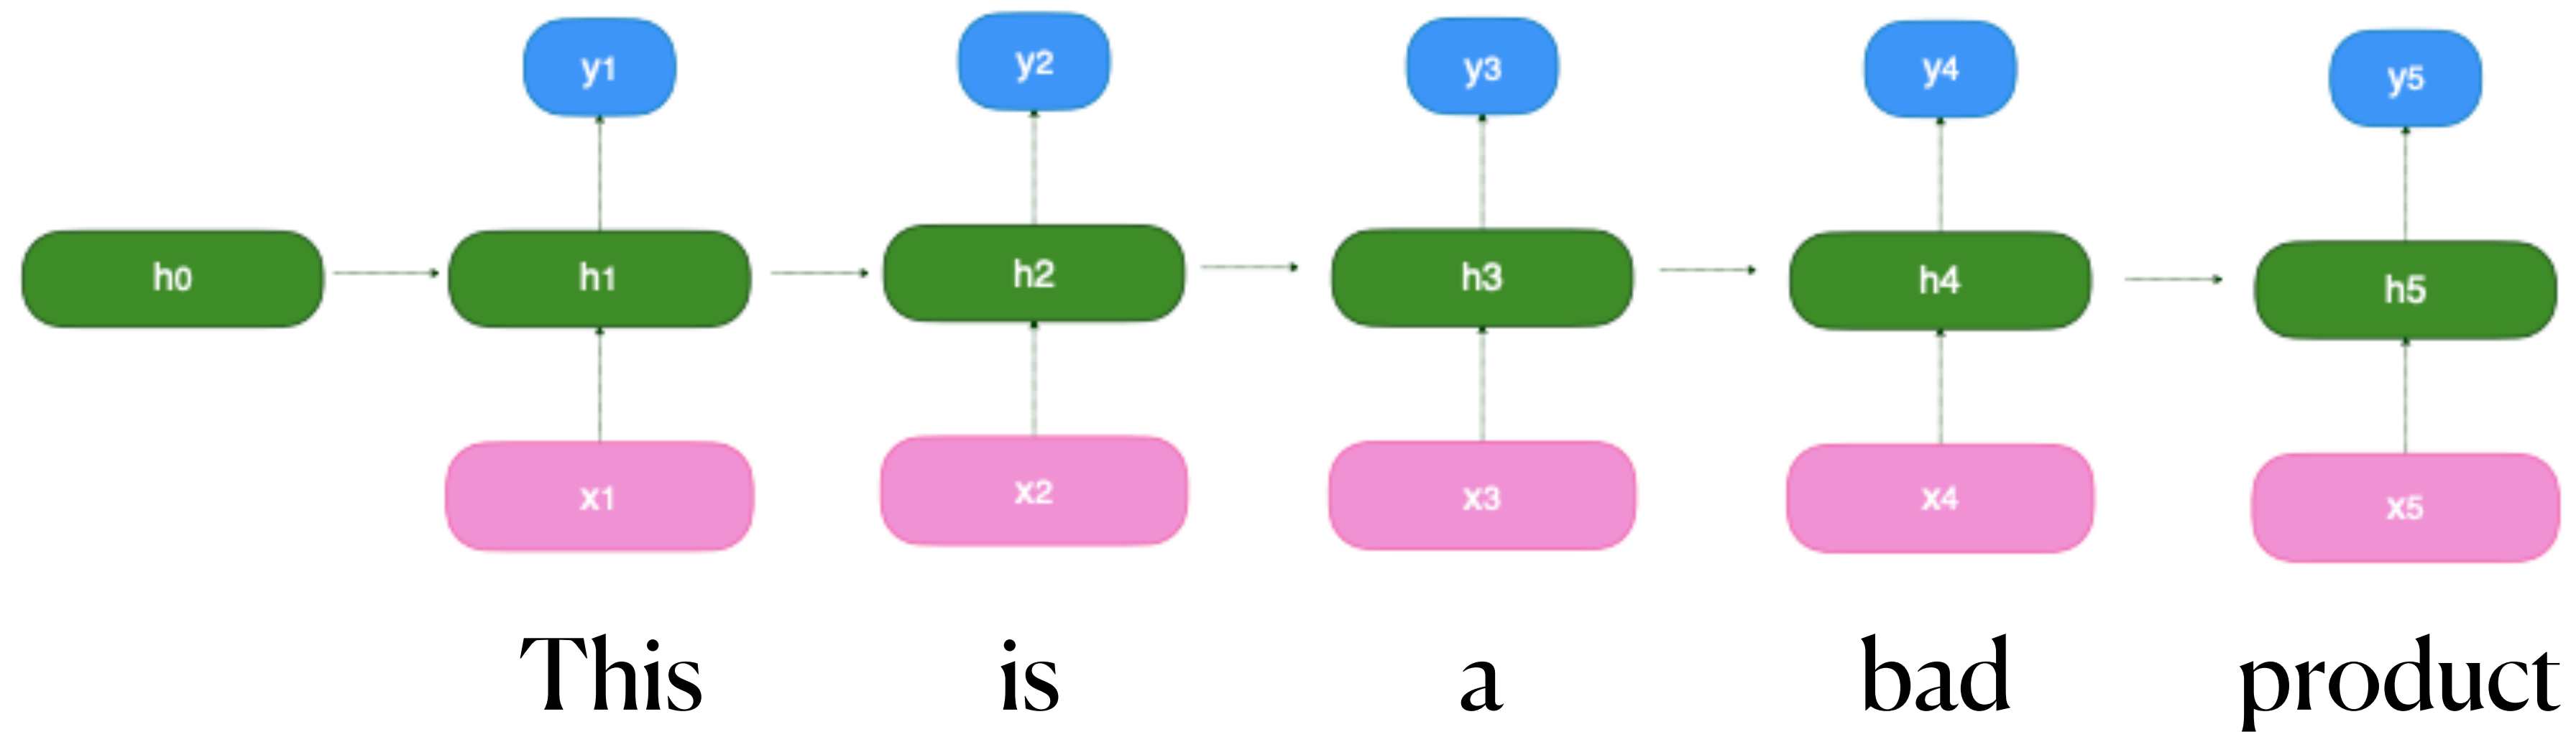 y1 y2 y3 y4 y5
h0 h1 h2 h3 h4 h5
x1 x2 x3 x4 x5
This is a bad product